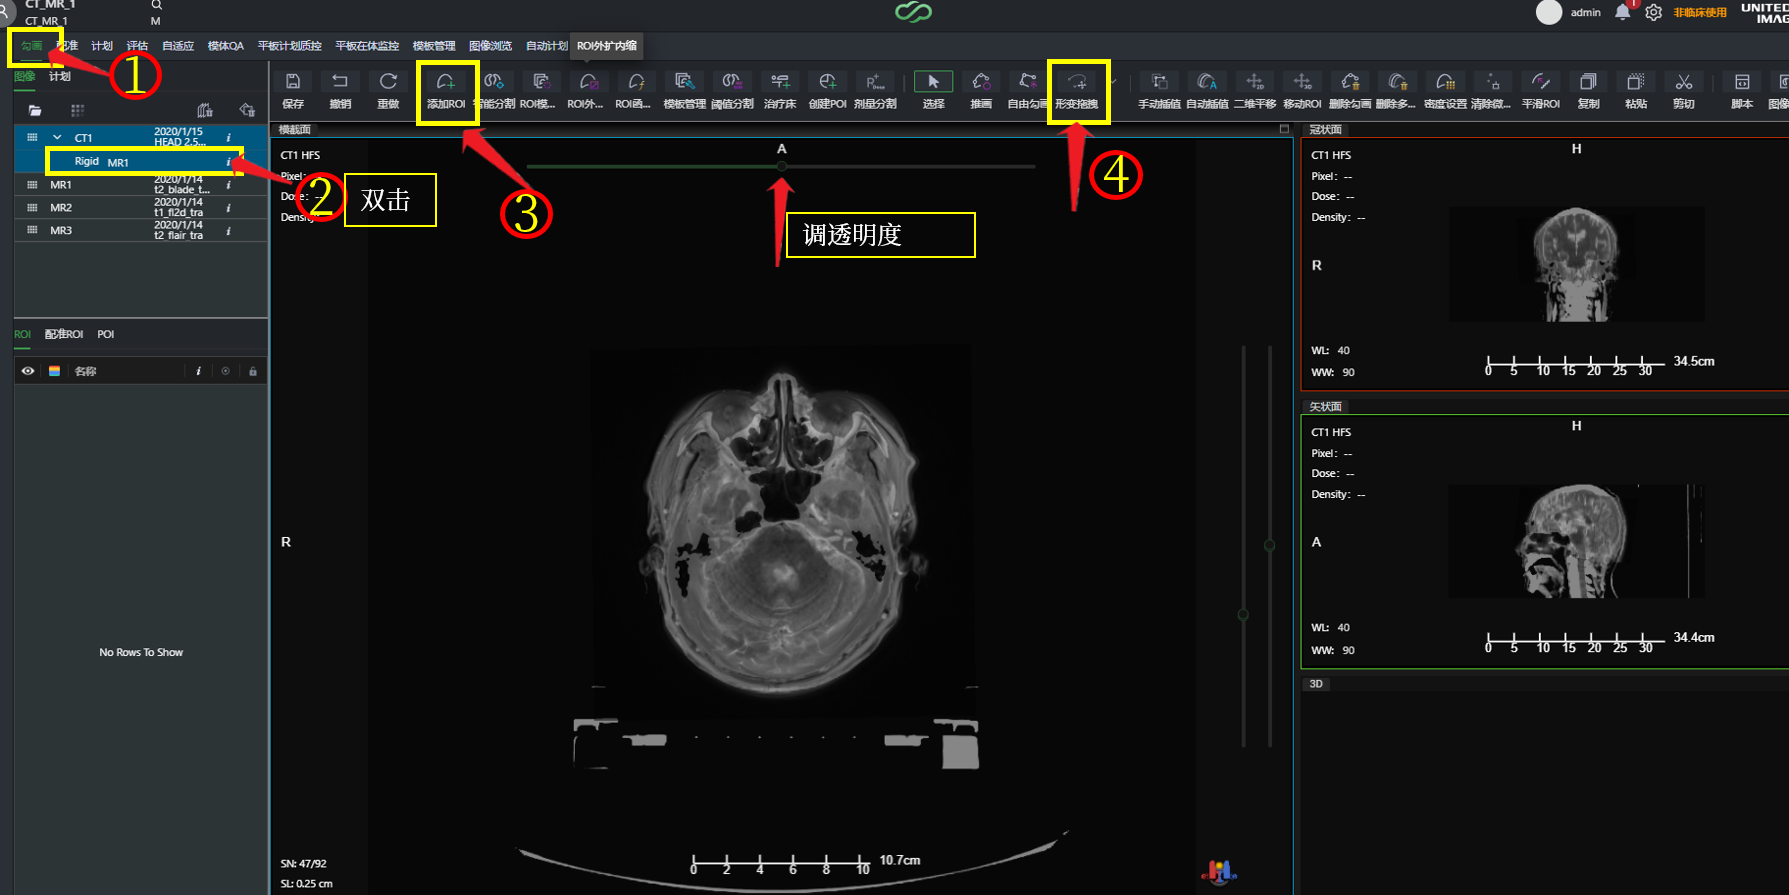 CT_MR_1
CT_MR_1
M
admin
1
非临床使用
UNITED
IMAG
勾画
配准
计划
评估
自适应
模体QA
平板计划质控
平板在体监控
模板管理
图像浏览
自动计划
ROI外扩内缩
图像
计划
保存
撤销
重做
添加ROI
智能分割
ROI模...
ROI外...
ROI函...
模板管理
阈值分割
治疗床
创建POI
剂量分割
选择
推画
自由勾画
形变拖拽
手动插值
自动插值
二维平移
移动ROI
删除勾画
删除多...
密度设置
清除微...
平滑ROI
复制
粘贴
剪切
脚本
图像
①
②
③
④
双击
调透明度
CT1
2020/1/15
HEAD 2.5...
i
Rigid MR1
i
MR1
2020/1/14
t2_blade_t...
i
MR2
2020/1/14
t1_fl2d_tra
i
MR3
2020/1/14
t2_flair_tra
i
ROI
配准ROI
POI
名称
i
No Rows To Show
横截面
CT1 HFS
Pixel:
Dose: --
Density:
A
R
SN: 47/92
SL: 0.25 cm
0 2 4 6 8 10
10.7cm
H
冠状面
CT1 HFS
Pixel: --
Dose: --
Density: --
H
R
WL: 40
WW: 90
0 5 10 15 20 25 30
34.5cm
矢状面
CT1 HFS
Pixel: --
Dose: --
Density: --
H
A
WL: 40
WW: 90
0 5 10 15 20 25 30
34.4cm
3D